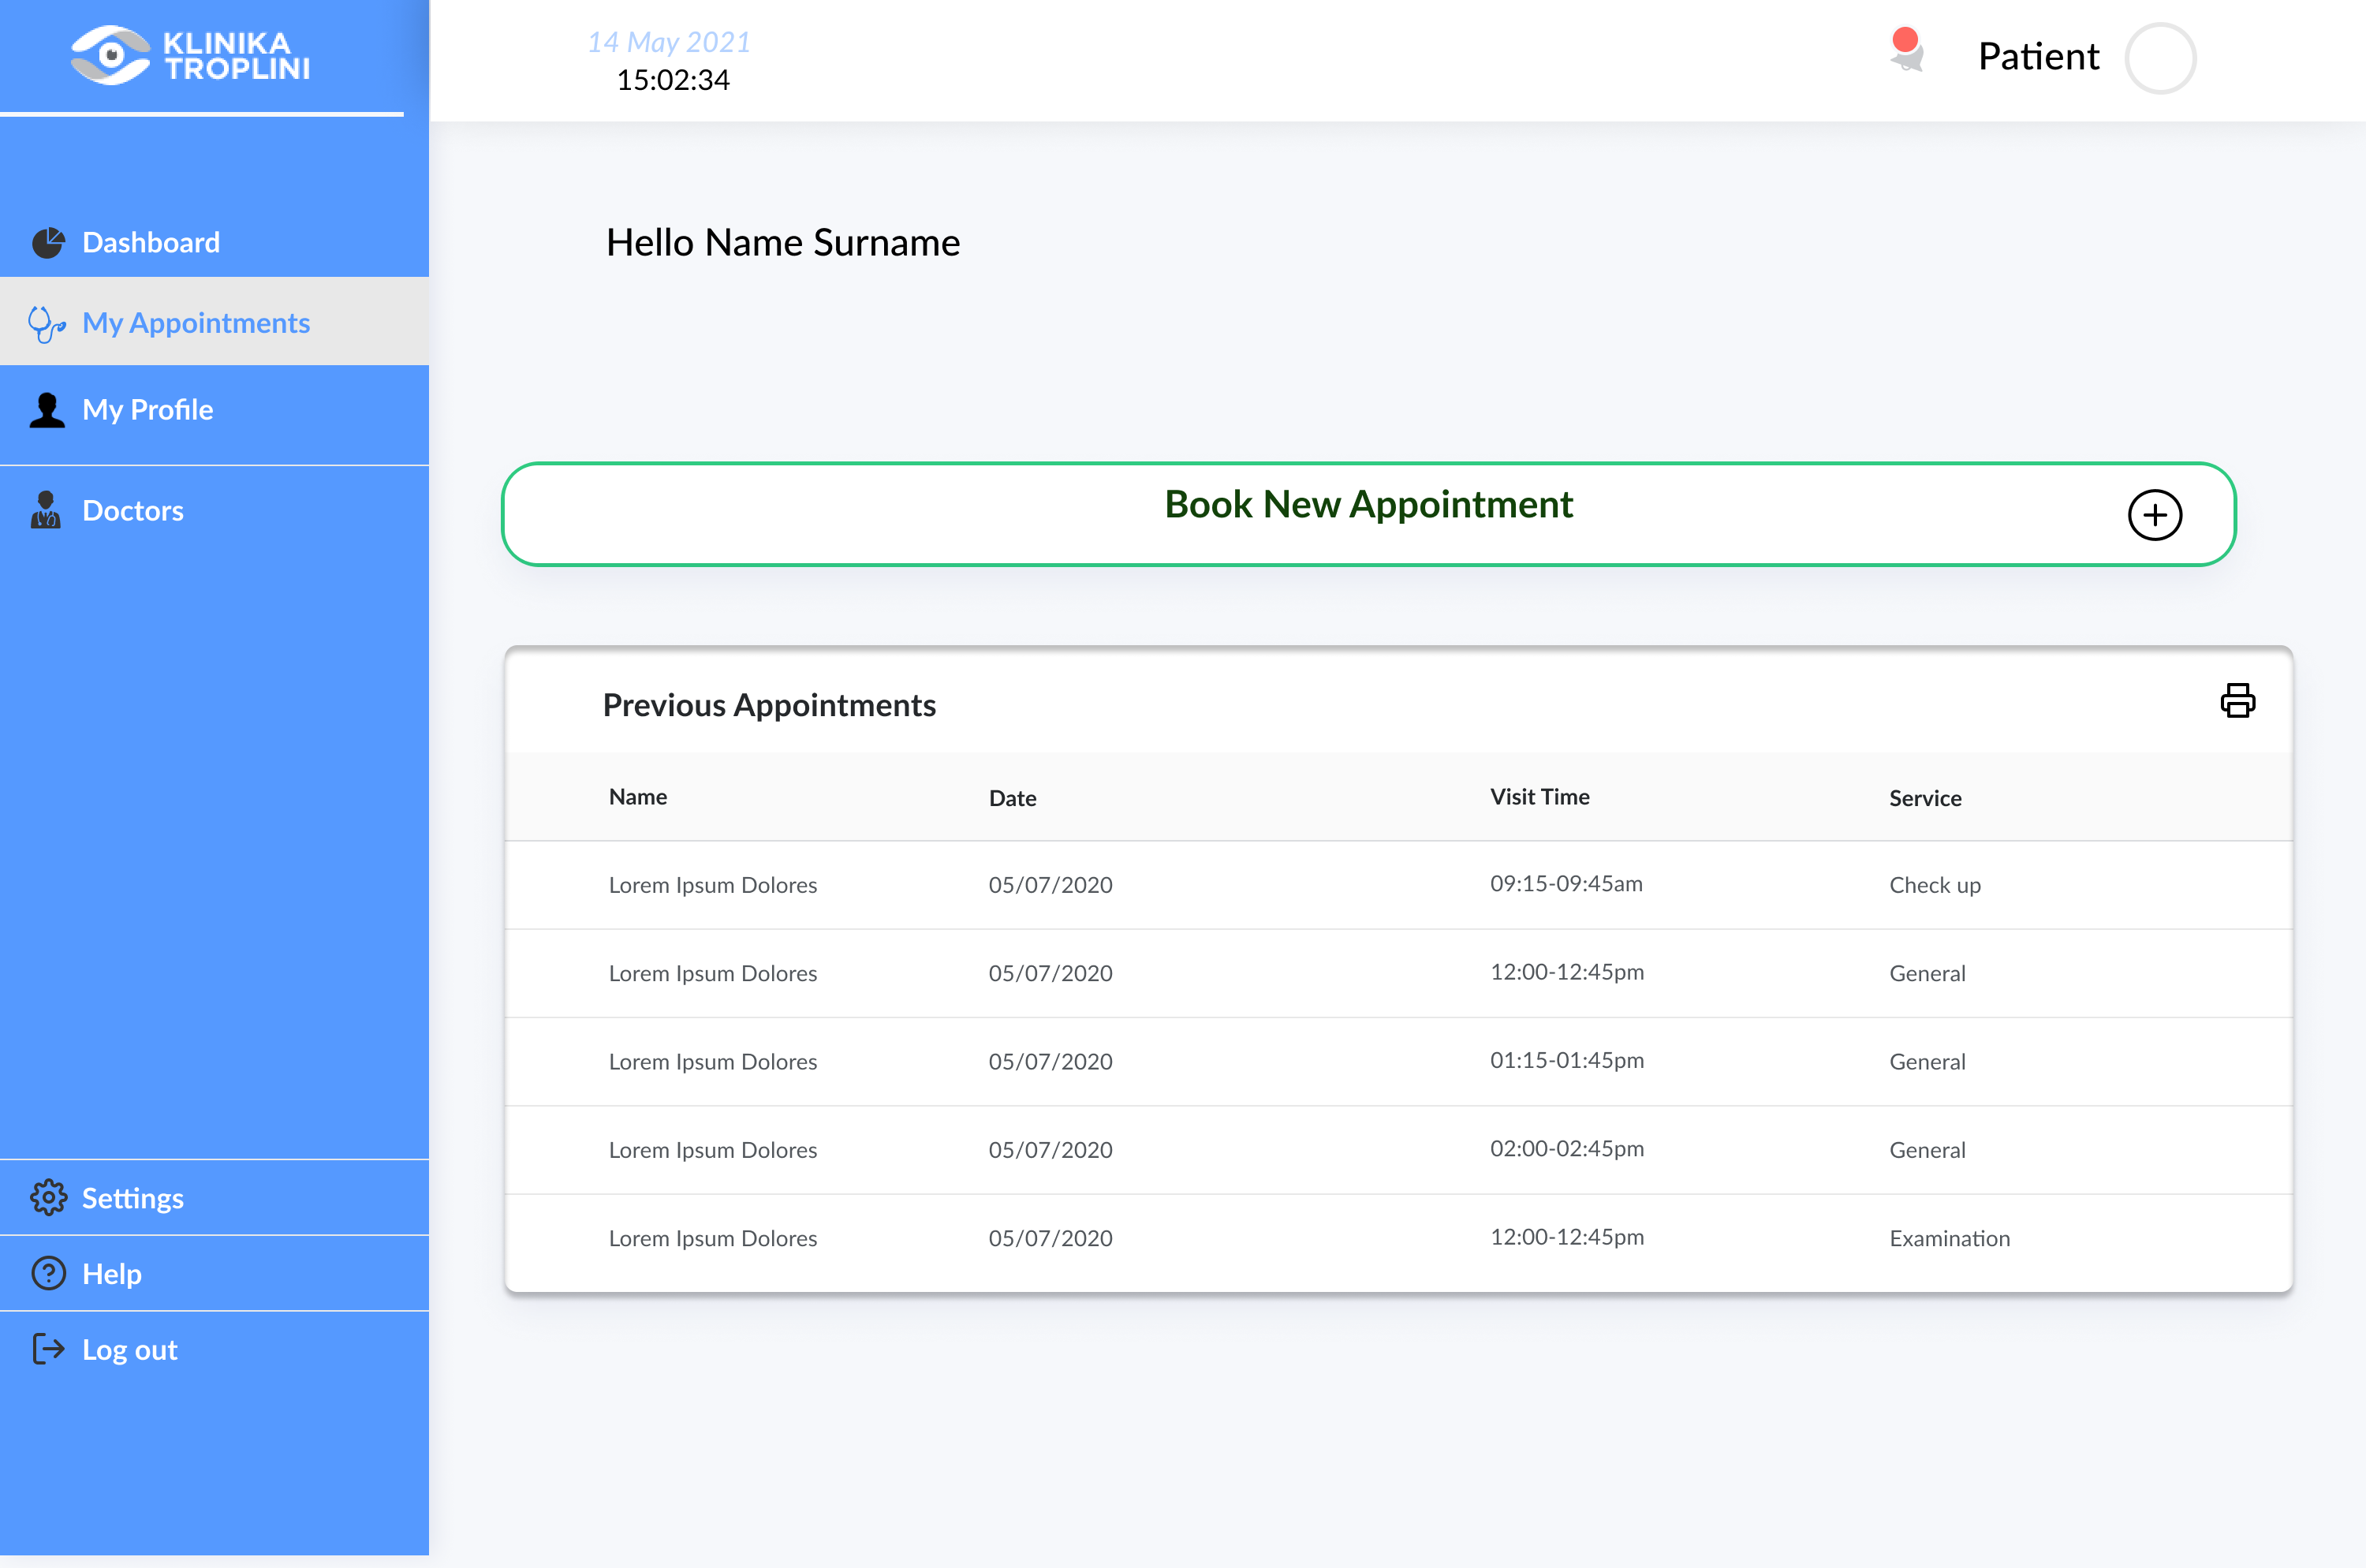 KLINIKA
TROPLINI
14 May 2021
15:02:34
Patient
Dashboard
My Appointments
My Profile
Doctors
Settings
Help
Log out
Hello Name Surname
Book New Appointment
Previous Appointments
Name Date Visit Time Service
Lorem Ipsum Dolores 05/07/2020 09:15-09:45am Check up
Lorem Ipsum Dolores 05/07/2020 12:00-12:45pm General
Lorem Ipsum Dolores 05/07/2020 01:15-01:45pm General
Lorem Ipsum Dolores 05/07/2020 02:00-02:45pm General
Lorem Ipsum Dolores 05/07/2020 12:00-12:45pm Examination